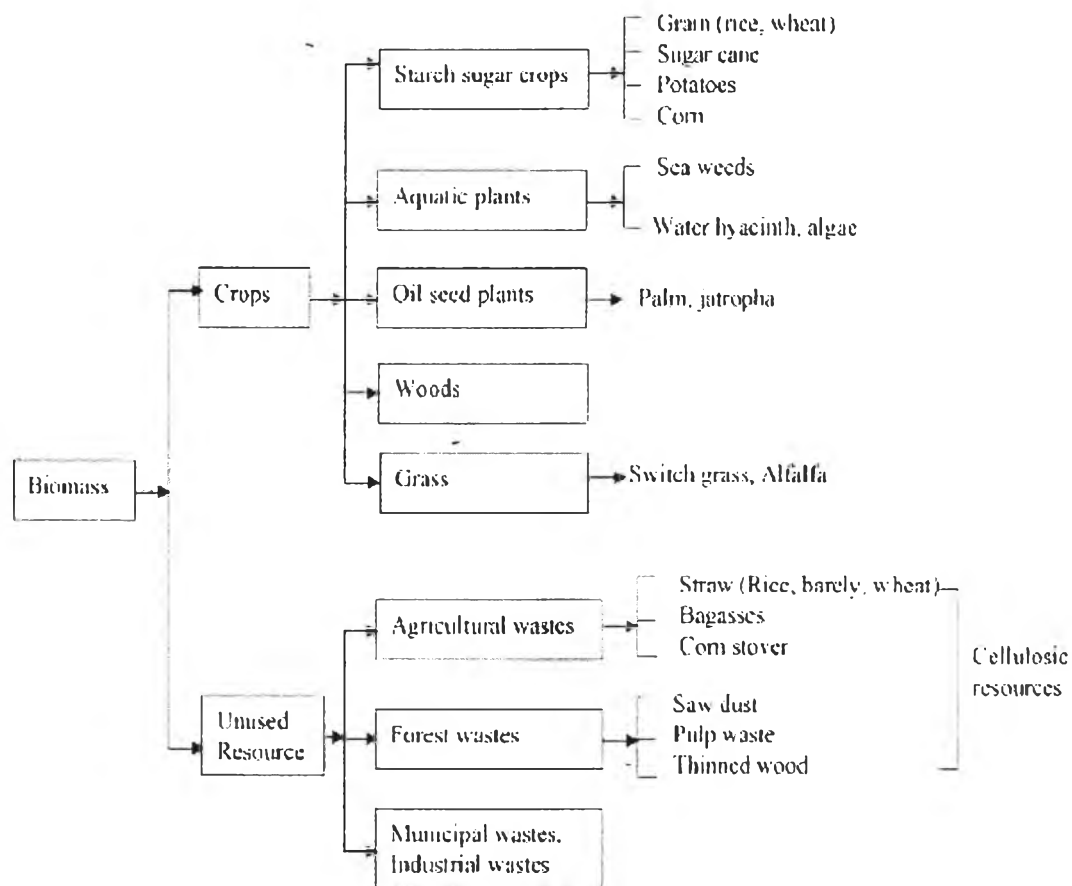 Grain (rice, wheat)
Sugar cane
Starch sugar crops
Potatoes
Corn
Sea weeds
Aquatic plants
Water hyacinth, algae
Crops
Oil seed plants
Palm, jatropha
Woods
Biomass
Grass
Switch grass, Alfalfa
Straw (Rice, barely, wheat)
Agricultural wastes
Bagasses
Corn stover
Cellulosic
resources
Unused
Resource
Saw dust
Forest wastes
Pulp waste
Thinned wood
Municipal wastes,
Industrial wastes